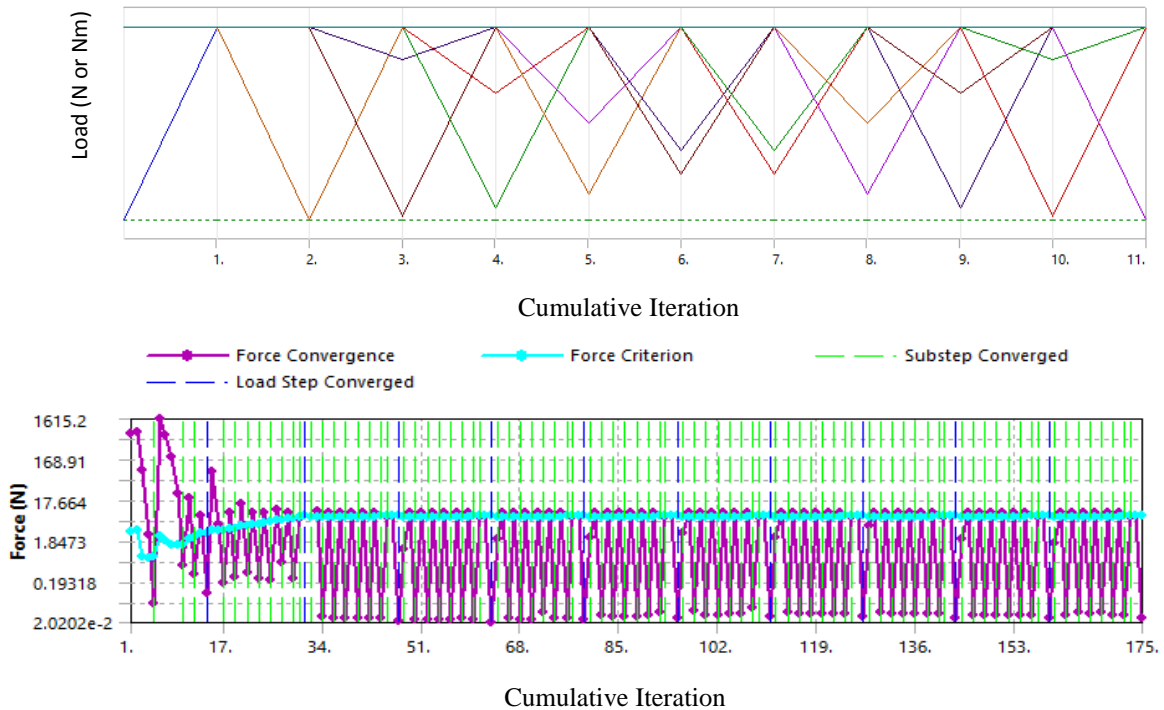 Load (N or Nm)
1. 2. 3. 4. 5. 6. 7. 8. 9. 10. 11.
Cumulative Iteration
Force Convergence Force Criterion Substep Converged
Load Step Converged
Force (N)
1615.2
168.91
17.664
1.8473
0.19318
2.0202e-2
1. 17. 34. 51. 68. 85. 102. 119. 136. 153. 175.
Cumulative Iteration